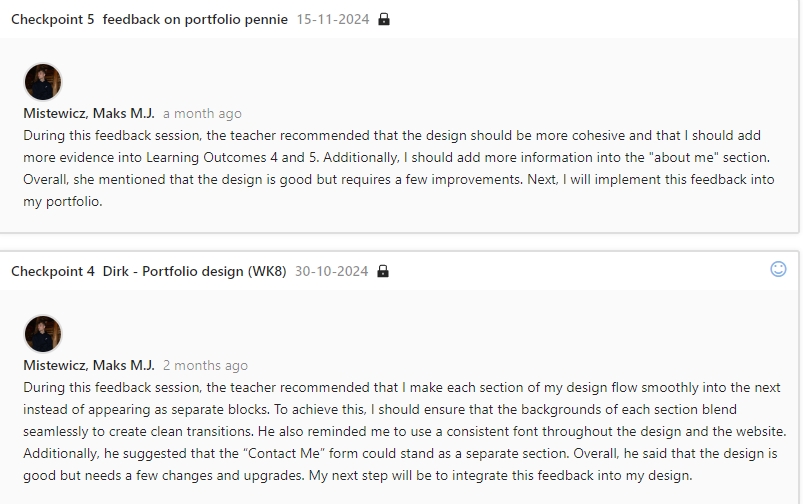 Checkpoint 5 feedback on portfolio pennie 15-11-2024
Mistewicz, Maks M.J. a month ago
During this feedback session, the teacher recommended that the design should be more cohesive and that I should add
more evidence into Learning Outcomes 4 and 5. Additionally, I should add more information into the "about me" section.
Overall, she mentioned that the design is good but requires a few improvements. Next, I will implement this feedback into
my portfolio.
Checkpoint 4 Dirk - Portfolio design (WK8) 30-10-2024
Mistewicz, Maks M.J. 2 months ago
During this feedback session, the teacher recommended that I make each section of my design flow smoothly into the next
instead of appearing as separate blocks. To achieve this, I should ensure that the backgrounds of each section blend
seamlessly to create clean transitions. He also reminded me to use a consistent font throughout the design and the website.
Additionally, he suggested that the “Contact Me” form could stand as a separate section. Overall, he said that the design is
good but needs a few changes and upgrades. My next step will be to integrate this feedback into my design.